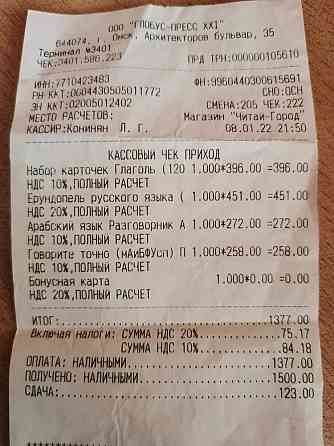 ООО "ГЛОБУС-ПРЕСС XXI"
644074, г. Омск, Архитекторов бульвар, 35
Терминал №3401
ЧЕК:3401.586.223 ПРД ТРМ:000000105610
ИНН:7710423483 ФН:9960440300615691
РН ККТ:0004430505011772 СНО:ОСН
ЗН ККТ:02005012402 СМЕНА:205 ЧЕК:222
МЕСТО РАСЧЕТОВ: Магазин "Читай-Город"
КАССИР:Конинян Л. Г. 08.01.22 21:50
КАССОВЫЙ ЧЕК ПРИХОД
Набор карточек Глаголь (120 1.000*396.00 =396.00
НДС 10%,ПОЛНЫЙ РАСЧЕТ
Ерундопель русского языка ( 1.000*451.00 =451.00
НДС 20%,ПОЛНЫЙ РАСЧЕТ
Арабский язык Разговорник А 1.000*272.00 =272.00
НДС 10%,ПОЛНЫЙ РАСЧЕТ
Говорите точно (мАиБФУсп) П 1.000*258.00 =258.00
НДС 10%,ПОЛНЫЙ РАСЧЕТ
Бонусная карта 1.000*0.00 =0.00
НДС 20%,ПОЛНЫЙ РАСЧЕТ
ИТОГ: 1377.00
Включая налоги: СУММА НДС 20% 75.17
СУММА НДС 10% 84.18
ОПЛАТА: НАЛИЧНЫМИ 1377.00
ПОЛУЧЕНО: НАЛИЧНЫМИ 1500.00
СДАЧА: 123.00